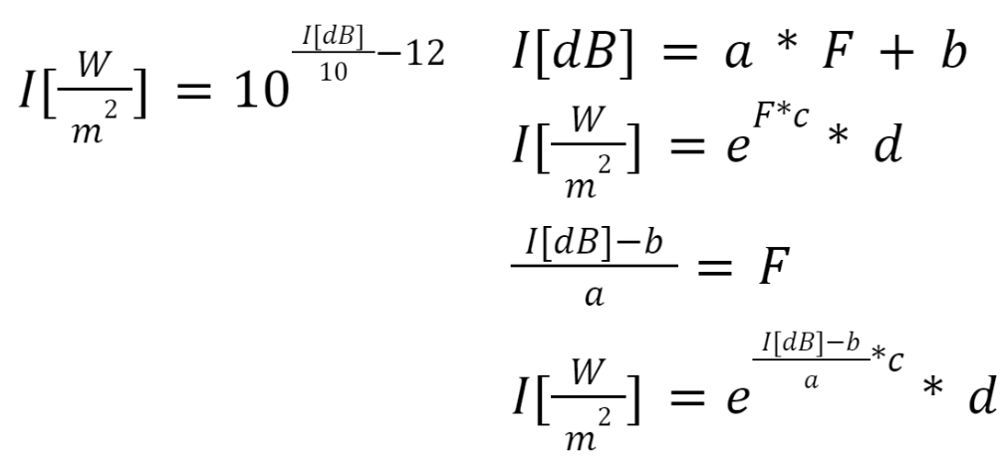 I[W/m^2] = 10^(I[dB]/10 − 12)
I[dB] = a * F + b
I[W/m^2] = e^(F*c) * d
(I[dB]−b)/a = F
I[W/m^2] = e^((I[dB]−b)/a *c) * d